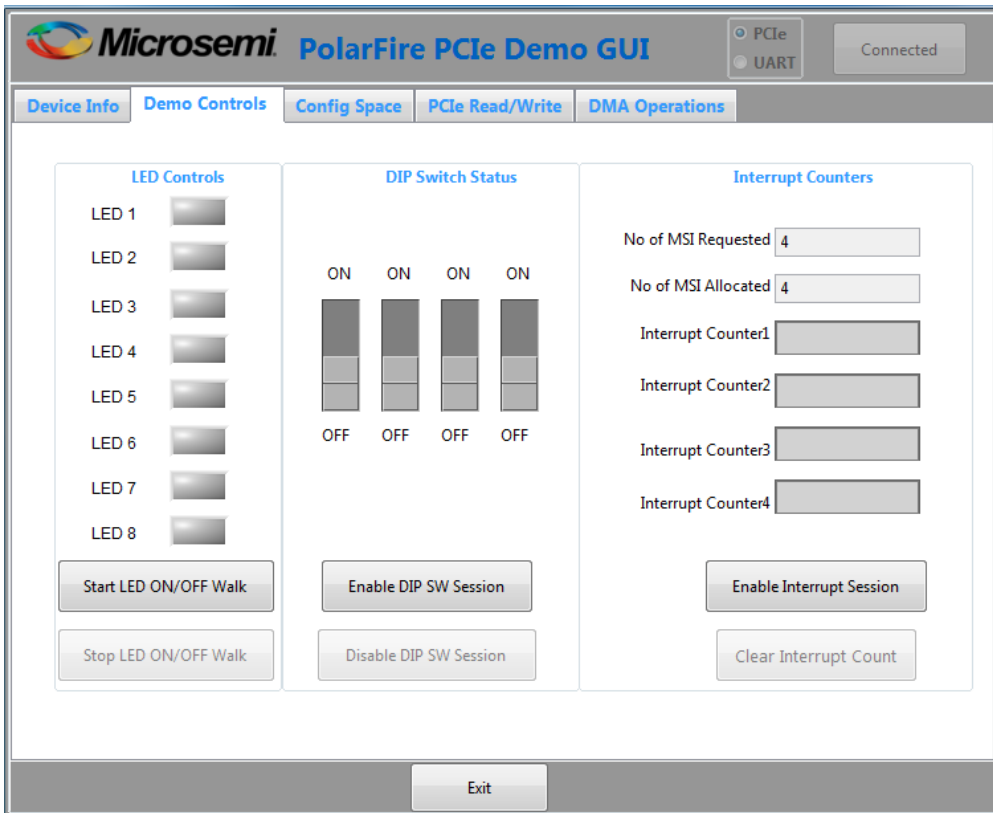 Microsemi. PolarFire PCIe Demo GUI
PCIe
UART
Connected
Device Info
Demo Controls
Config Space
PCIe Read/Write
DMA Operations
LED Controls
LED 1
LED 2
LED 3
LED 4
LED 5
LED 6
LED 7
LED 8
Start LED ON/OFF Walk
Stop LED ON/OFF Walk
DIP Switch Status
ON ON ON ON
OFF OFF OFF OFF
Enable DIP SW Session
Disable DIP SW Session
Interrupt Counters
No of MSI Requested 4
No of MSI Allocated 4
Interrupt Counter1
Interrupt Counter2
Interrupt Counter3
Interrupt Counter4
Enable Interrupt Session
Clear Interrupt Count
Exit